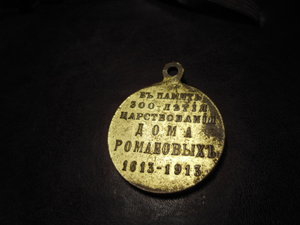 ВЪ ПАМЯТЬ
300-ЛѢТІЯ
ЦАРСТВОВАНІЯ
ДОМА
РОМАНОВЫХЪ
1613-1913